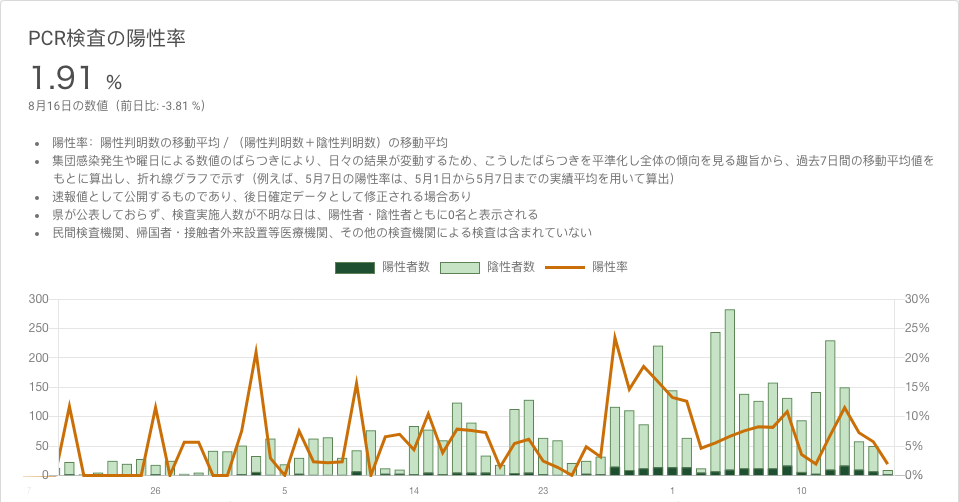 PCR検査の陽性率
1.91 %
8月16日の数値（前日比: -3.81 %）
陽性率：陽性判明数の移動平均 / （陽性判明数＋陰性判明数）の移動平均
集団感染発生や曜日による数値のばらつきにより、日々の結果が変動するため、こうしたばらつきを平準化し全体の傾向を見る趣旨から、過去7日間の移動平均値を
もとに算出し、折れ線グラフで示す（例えば、5月7日の陽性率は、5月1日から5月7日までの実績平均を用いて算出）
速報値として公開するものであり、後日確定データとして修正される場合あり
県が公表しておらず、検査実施人数が不明な日は、陽性者・陰性者ともに0名と表示される
民間検査機関、帰国者・接触者外来設置等医療機関、その他の検査機関による検査は含まれていない
陽性者数 陰性者数 陽性率
300 30%
250 25%
200 20%
150 15%
100 10%
50 5%
0 0%
7 26 5 14 23 1 10